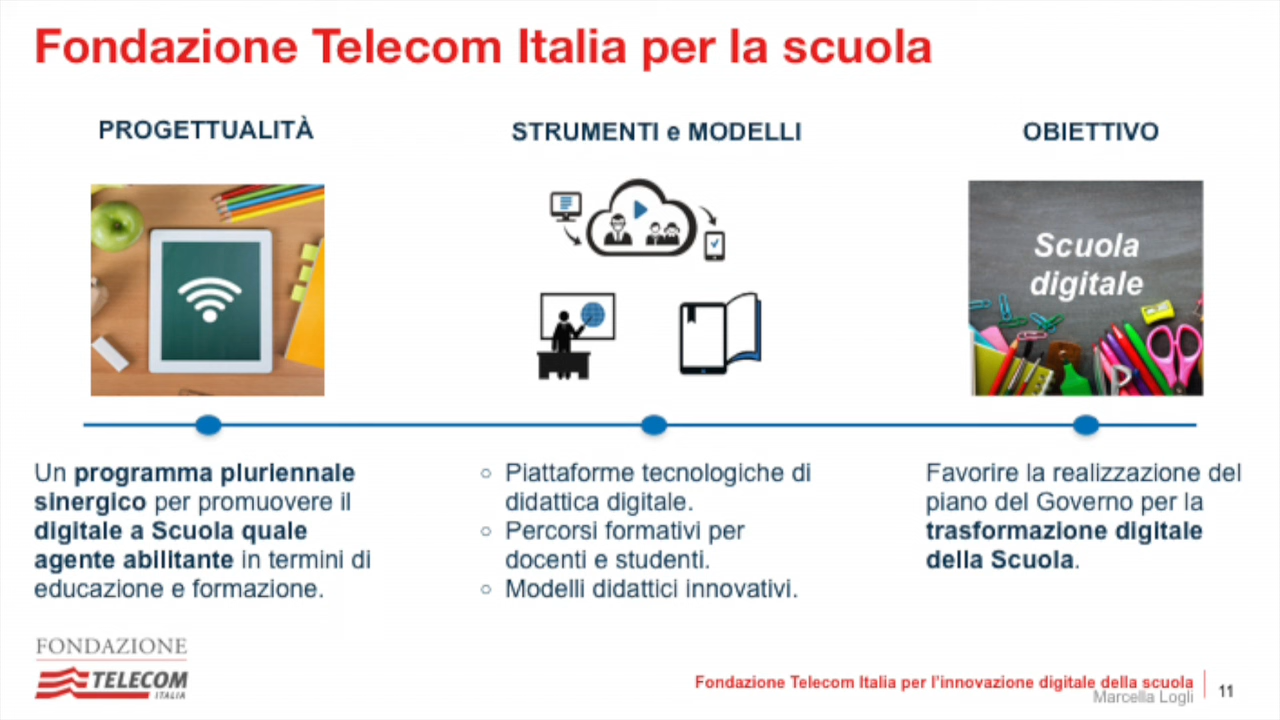 Fondazione Telecom Italia per la scuola
PROGETTUALITÀ
STRUMENTI e MODELLI
OBIETTIVO
Scuola
digitale
Un programma pluriennale
sinergico per promuovere il
digitale a Scuola quale
agente abilitante in termini di
educazione e formazione.
○ Piattaforme tecnologiche di
didattica digitale.
○ Percorsi formativi per
docenti e studenti.
○ Modelli didattici innovativi.
Favorire la realizzazione del
piano del Governo per la
trasformazione digitale
della Scuola.
FONDAZIONE
TELECOM
ITALIA
Fondazione Telecom Italia per l'innovazione digitale della scuola
Marcella Logli
11